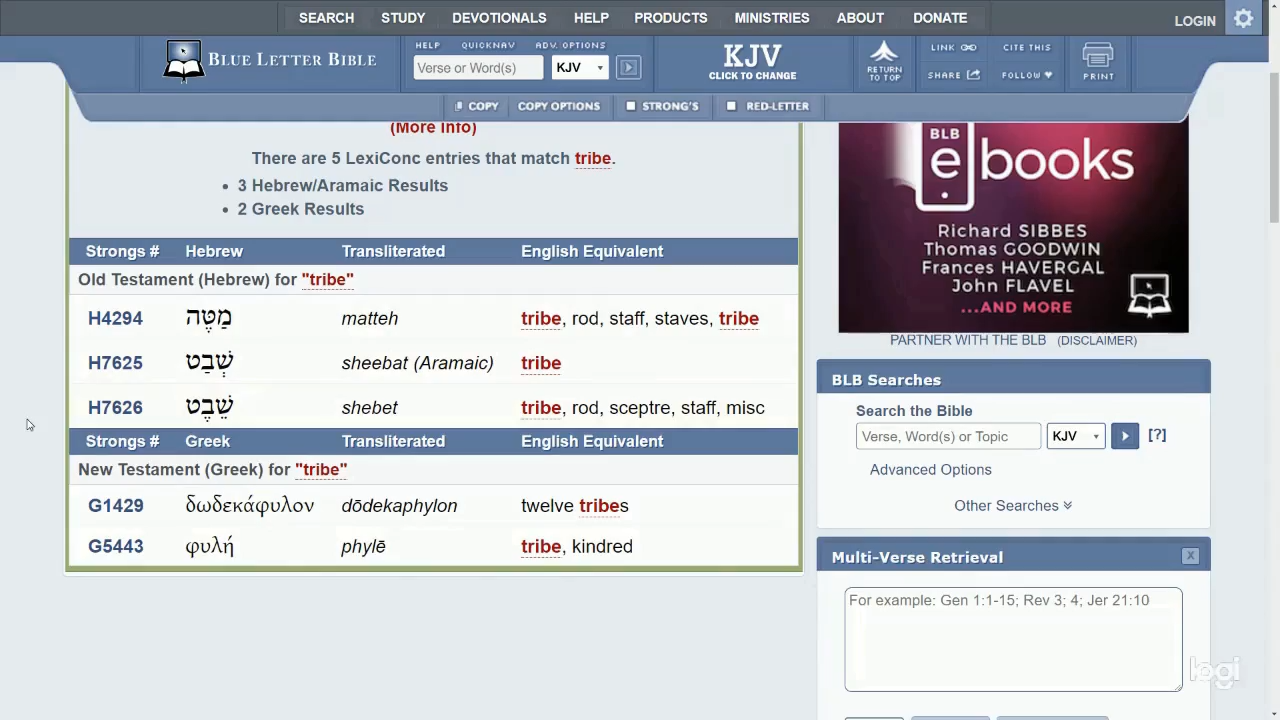 SEARCH STUDY DEVOTIONALS HELP PRODUCTS MINISTRIES ABOUT DONATE LOGIN
BLUE LETTER BIBLE
HELP QUICKNAV ADV. OPTIONS
Verse or Word(s) KJV
KJV
CLICK TO CHANGE
RETURN
TO TOP
LINK CITE THIS
SHARE FOLLOW
PRINT
COPY COPY OPTIONS STRONG'S RED-LETTER
(More Info)
There are 5 LexiConc entries that match tribe.
• 3 Hebrew/Aramaic Results
• 2 Greek Results
Strongs # Hebrew Transliterated English Equivalent
Old Testament (Hebrew) for "tribe"
H4294 מַטֶּה matteh tribe, rod, staff, staves, tribe
H7625 שְׁבַט sheebat (Aramaic) tribe
H7626 שֵׁבֶט shebet tribe, rod, sceptre, staff, misc
Strongs # Greek Transliterated English Equivalent
New Testament (Greek) for "tribe"
G1429 δωδεκάφυλον dōdekaphylon twelve tribes
G5443 φυλή phylē tribe, kindred
BLB
e books
Richard SIBBES
Thomas GOODWIN
Frances HAVERGAL
John FLAVEL
...AND MORE
PARTNER WITH THE BLB (DISCLAIMER)
BLB Searches
Search the Bible
Verse, Word(s) or Topic KJV [?]
Advanced Options
Other Searches
Multi-Verse Retrieval X
For example: Gen 1:1-15; Rev 3; 4; Jer 21:10
logi